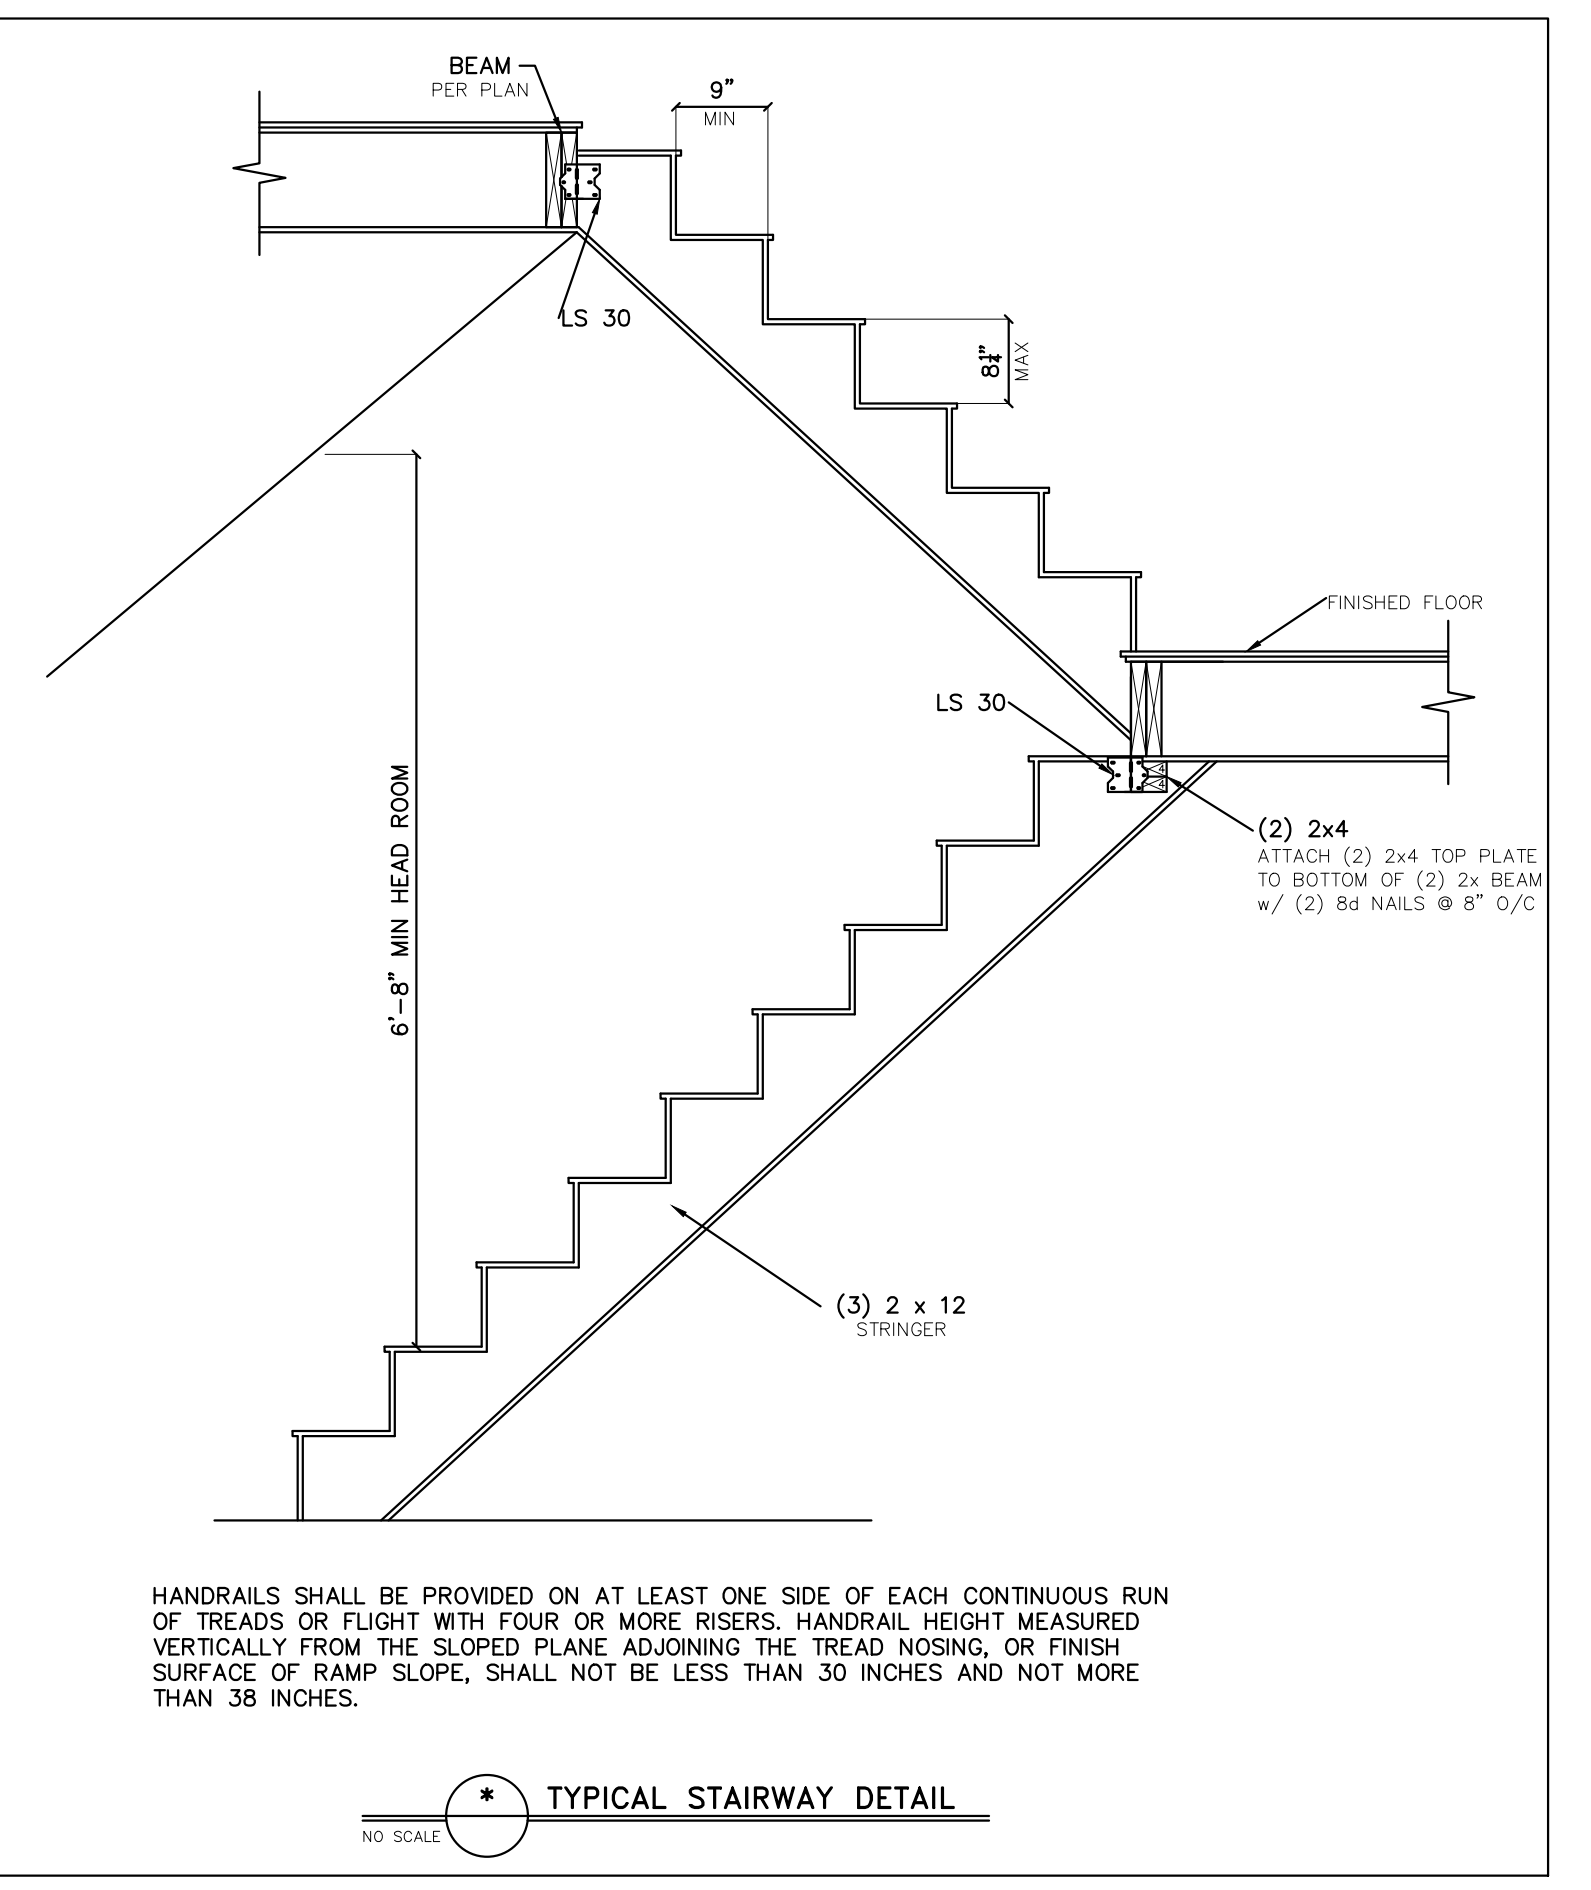 BEAM
PER PLAN
9”
MIN
LS 30
8¼”
MAX
FINISHED FLOOR
LS 30
4
4
(2) 2x4
ATTACH (2) 2x4 TOP PLATE
TO BOTTOM OF (2) 2x BEAM
w/ (2) 8d NAILS @ 8” O/C
6’-8” MIN HEAD ROOM
(3) 2 x 12
STRINGER
HANDRAILS SHALL BE PROVIDED ON AT LEAST ONE SIDE OF EACH CONTINUOUS RUN
OF TREADS OR FLIGHT WITH FOUR OR MORE RISERS. HANDRAIL HEIGHT MEASURED
VERTICALLY FROM THE SLOPED PLANE ADJOINING THE TREAD NOSING, OR FINISH
SURFACE OF RAMP SLOPE, SHALL NOT BE LESS THAN 30 INCHES AND NOT MORE
THAN 38 INCHES.
* TYPICAL STAIRWAY DETAIL
NO SCALE